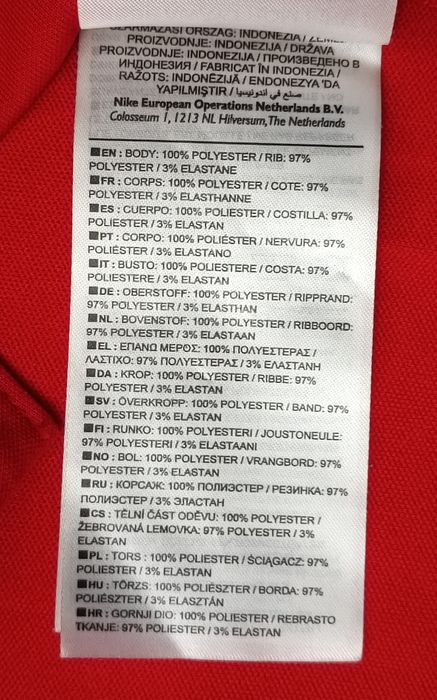 SZÁRMAZÁSI ORSZÁG: INDONÉZIA /
PROIZVODNJE: INDONEZIJA / DRŽAVA
PROIZVODNJE: INDONEZIJA / ПРОИЗВЕДЕНО В
ИНДОНЕЗИЯ / FABRICAT ÎN INDONEZIA /
RAŽOTS: INDONĒZIJĀ / ENDONEZYA 'DA
YAPILMIŞTIR / صنع في اندونيسيا
Nike European Operations Netherlands B.V.
Colosseum 1, 1213 NL Hilversum, The Netherlands
EN : BODY: 100% POLYESTER / RIB: 97%
POLYESTER / 3% ELASTANE
FR : CORPS: 100% POLYESTER / COTE: 97%
POLYESTER / 3% ELASTHANNE
ES : CUERPO: 100% POLIESTER / COSTILLA: 97%
POLIESTER / 3% ELASTAN
PT : CORPO: 100% POLIÉSTER / NERVURA: 97%
POLIÉSTER / 3% ELASTANO
IT : BUSTO: 100% POLIESTERE / COSTA: 97%
POLIESTERE / 3% ELASTAN
DE : OBERSTOFF: 100% POLYESTER / RIPPRAND:
97% POLYESTER / 3% ELASTHAN
NL : BOVENSTOF: 100% POLYESTER / RIBBOORD:
97% POLYESTER / 3% ELASTAAN
EL : ΕΠΑΝΩ ΜΕΡΟΣ: 100% ΠΟΛΥΕΣΤΕΡΑΣ /
ΛΑΣΤΙΧΟ: 97% ΠΟΛΥΕΣΤΕΡΑΣ / 3% ΕΛΑΣΤΑΝΗ
DA : KROP: 100% POLYESTER / RIBBE: 97%
POLYESTER / 3% ELASTAN
SV : ÖVERKROPP: 100% POLYESTER / BAND: 97%
POLYESTER / 3% ELASTAN
FI : RUNKO: 100% POLYESTERI / JOUSTONEULE:
97% POLYESTERI / 3% ELASTAANI
NO : BOL: 100% POLYESTER / VRANGBORD: 97%
POLYESTER / 3% ELASTAN
RU : КОРСАЖ: 100% ПОЛИЭСТЕР / РЕЗИНКА: 97%
ПОЛИЭСТЕР / 3% ЭЛАСТАН
CS : TĚLNÍ ČÁST ODĚVU: 100% POLYESTER /
ŽEBROVANÁ LEMOVKA: 97% POLYESTER / 3%
ELASTAN
PL : TORS : 100% POLIESTER / ŚCIĄGACZ: 97%
POLIESTER / 3% ELASTAN
HU : TÖRZS: 100% POLIÉSZTER / BORDA: 97%
POLIÉSZTER / 3% ELASZTÁN
HR : GORNJI DIO: 100% POLIESTER / REBRASTO
TKANJE: 97% POLIESTER / 3% ELASTAN